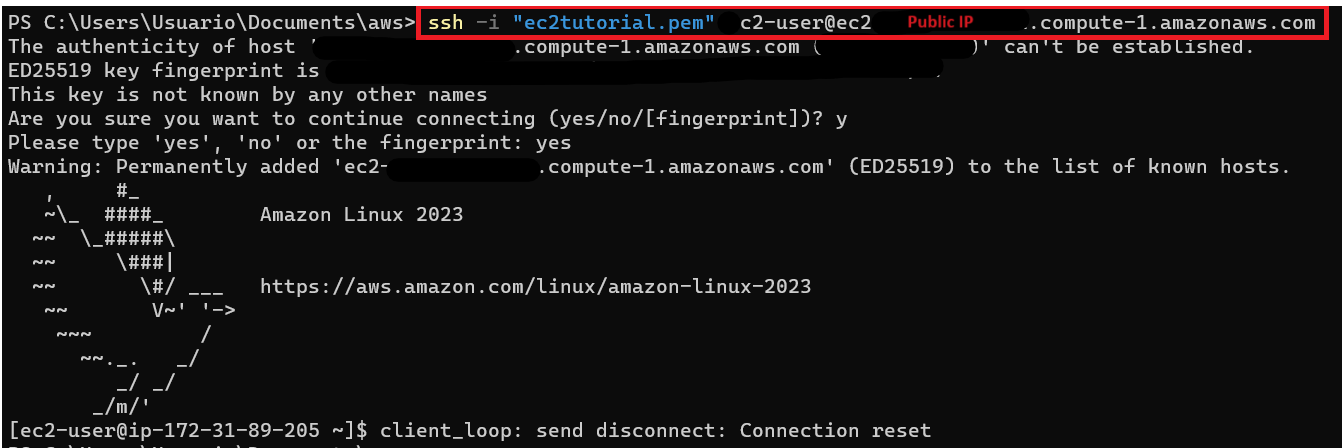 PS C:\Users\Usuario\Documents\aws> ssh -i "ec2tutorial.pem" c2-user@ec2 Public IP .compute-1.amazonaws.com
The authenticity of host ' .compute-1.amazonaws.com ( )' can't be established.
ED25519 key fingerprint is
This key is not known by any other names
Are you sure you want to continue connecting (yes/no/[fingerprint])? y
Please type 'yes', 'no' or the fingerprint: yes
Warning: Permanently added 'ec2- .compute-1.amazonaws.com' (ED25519) to the list of known hosts.
   ,     #_
   ~\_  ####_        Amazon Linux 2023
  ~~  \_#####\
  ~~     \###|
  ~~       \#/ ___   https://aws.amazon.com/linux/amazon-linux-2023
   ~~       V~' '->
    ~~~         /
      ~~._.   _/
         _/ _/
       _/m/'
[ec2-user@ip-172-31-89-205 ~]$ client_loop: send disconnect: Connection reset